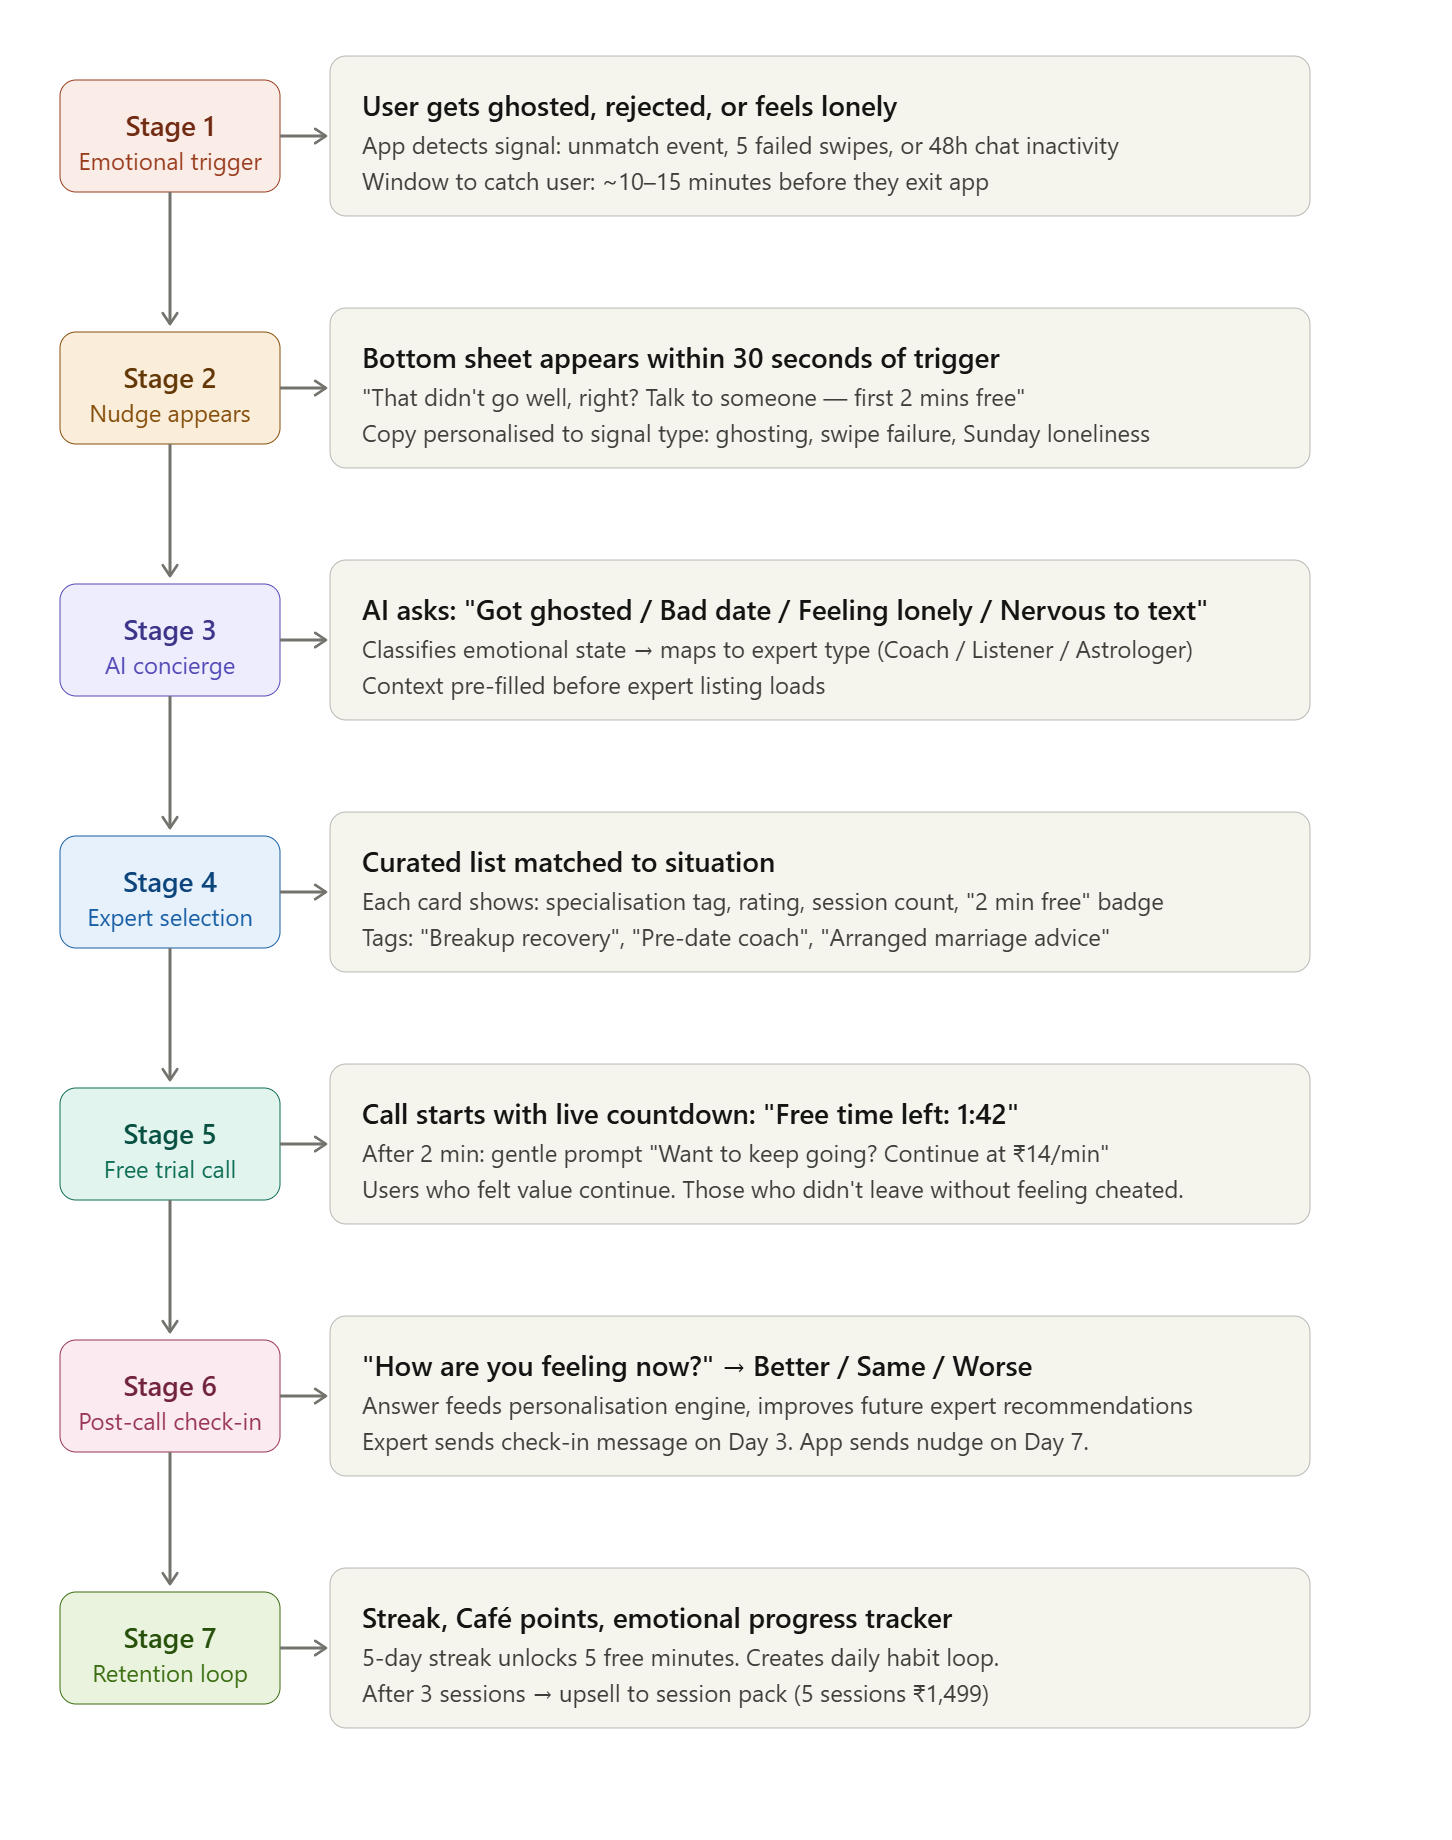 Stage 1
Emotional trigger
User gets ghosted, rejected, or feels lonely
App detects signal: unmatch event, 5 failed swipes, or 48h chat inactivity
Window to catch user: ~10–15 minutes before they exit app
Stage 2
Nudge appears
Bottom sheet appears within 30 seconds of trigger
"That didn't go well, right? Talk to someone — first 2 mins free"
Copy personalised to signal type: ghosting, swipe failure, Sunday loneliness
Stage 3
AI concierge
AI asks: "Got ghosted / Bad date / Feeling lonely / Nervous to text"
Classifies emotional state → maps to expert type (Coach / Listener / Astrologer)
Context pre-filled before expert listing loads
Stage 4
Expert selection
Curated list matched to situation
Each card shows: specialisation tag, rating, session count, "2 min free" badge
Tags: "Breakup recovery", "Pre-date coach", "Arranged marriage advice"
Stage 5
Free trial call
Call starts with live countdown: "Free time left: 1:42"
After 2 min: gentle prompt "Want to keep going? Continue at ₹14/min"
Users who felt value continue. Those who didn't leave without feeling cheated.
Stage 6
Post-call check-in
"How are you feeling now?" → Better / Same / Worse
Answer feeds personalisation engine, improves future expert recommendations
Expert sends check-in message on Day 3. App sends nudge on Day 7.
Stage 7
Retention loop
Streak, Café points, emotional progress tracker
5-day streak unlocks 5 free minutes. Creates daily habit loop.
After 3 sessions → upsell to session pack (5 sessions ₹1,499)